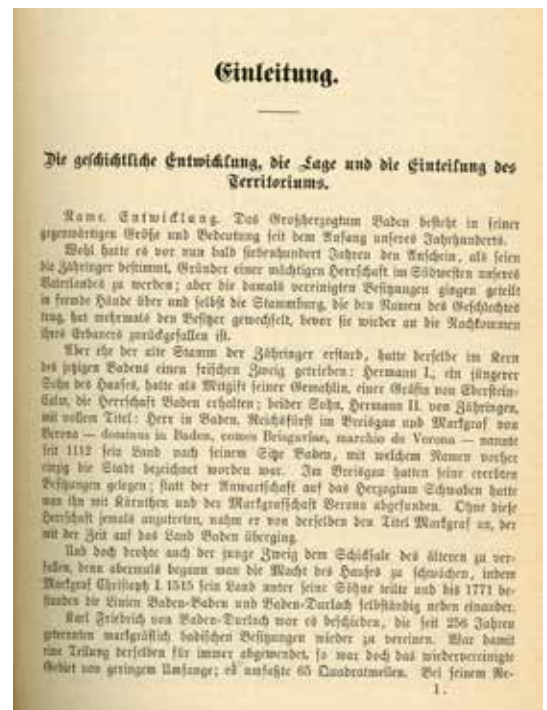 Einleitung.
Die geschichtliche Entwicklung, die Lage und die Einteilung des
Territoriums.
Name. Entwicklung. Das Großherzogtum Baden besteht in seiner
gegenwärtigen Größe und Bedeutung seit dem Anfang unseres Jahrhunderts.
Wohl hatte es vor nun bald siebenhundert Jahren den Anschein, als seien
die Zähringer bestimmt, Gründer einer mächtigen Herrschaft im Südwesten unseres
Vaterlandes zu werden; aber die damals vereinigten Besitzungen gingen geteilt
in fremde Hände über und selbst die Stammburg, die den Namen des Geschlechtes
trug, hat mehrmals den Besitzer gewechselt, bevor sie wieder an die Nachkommen
ihres Erbauers zurückgefallen ist.
Aber ehe der alte Stamm der Zähringer erstarb, hatte derselbe im Kern
des jetzigen Badens einen frischen Zweig getrieben: Hermann I., ein jüngerer
Sohn des Hauses, hatte als Mitgift seiner Gemahlin, einer Gräfin von Eberstein-
Calw, die Herrschaft Baden erhalten; beider Sohn, Hermann II. von Zähringen,
mit vollem Titel: Herr in Baden, Reichsfürst im Breisgau und Markgraf von
Verona — dominus in Baden, comes Brisgaviae, marchio de Verona — nannte
seit 1112 sein Land nach seinem Sitze Baden, mit welchem Namen vorher
einzig die Stadt bezeichnet worden war. Im Breisgau hatten seine ererbten
Besitzungen gelegen; statt der Anwartschaft auf das Herzogtum Schwaben hatte
man ihn mit Kärnthen und der Markgrafschaft Verona abgefunden. Ohne diese
Herrschaft jemals anzutreten, nahm er von derselben den Titel Markgraf an, der
mit der Zeit auf das Land Baden überging.
Und doch drohte auch der junge Zweig dem Schicksale des älteren zu ver-
fallen, denn abermals begann man die Macht des Hauses zu schwächen, indem
Markgraf Christoph I. 1515 sein Land unter seine Söhne teilte und bis 1771 be-
standen die Linien Baden-Baden und Baden-Durlach selbständig neben einander.
Karl Friedrich von Baden-Durlach war es beschieden, die seit 256 Jahren
getrennten markgräflich badischen Besitzungen wieder zu vereinen. War damit
eine Teilung derselben für immer abgewendet, so war doch das wiedervereinigte
Gebiet von geringem Umfange; es umfaßte 65 Quadratmeilen. Bei seinem Re-
1.